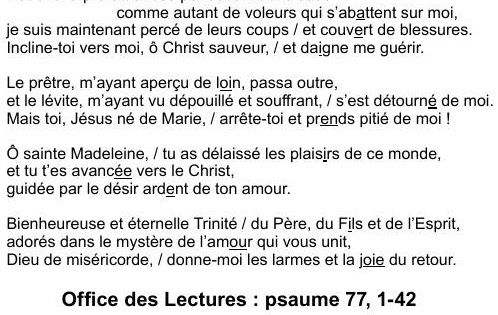 comme autant de voleurs qui s'abattent sur moi,
je suis maintenant percé de leurs coups / et couvert de blessures.
Incline-toi vers moi, ô Christ sauveur, / et daigne me guérir.
Le prêtre, m'ayant aperçu de loin, passa outre,
et le lévite, m'ayant vu dépouillé et souffrant, / s'est détourné de moi.
Mais toi, Jésus né de Marie, / arrête-toi et prends pitié de moi !
Ô sainte Madeleine, / tu as délaissé les plaisirs de ce monde,
et tu t'es avancée vers le Christ,
guidée par le désir ardent de ton amour.
Bienheureuse et éternelle Trinité / du Père, du Fils et de l'Esprit,
adorés dans le mystère de l'amour qui vous unit,
Dieu de miséricorde, / donne-moi les larmes et la joie du retour.
Office des Lectures : psaume 77, 1-42